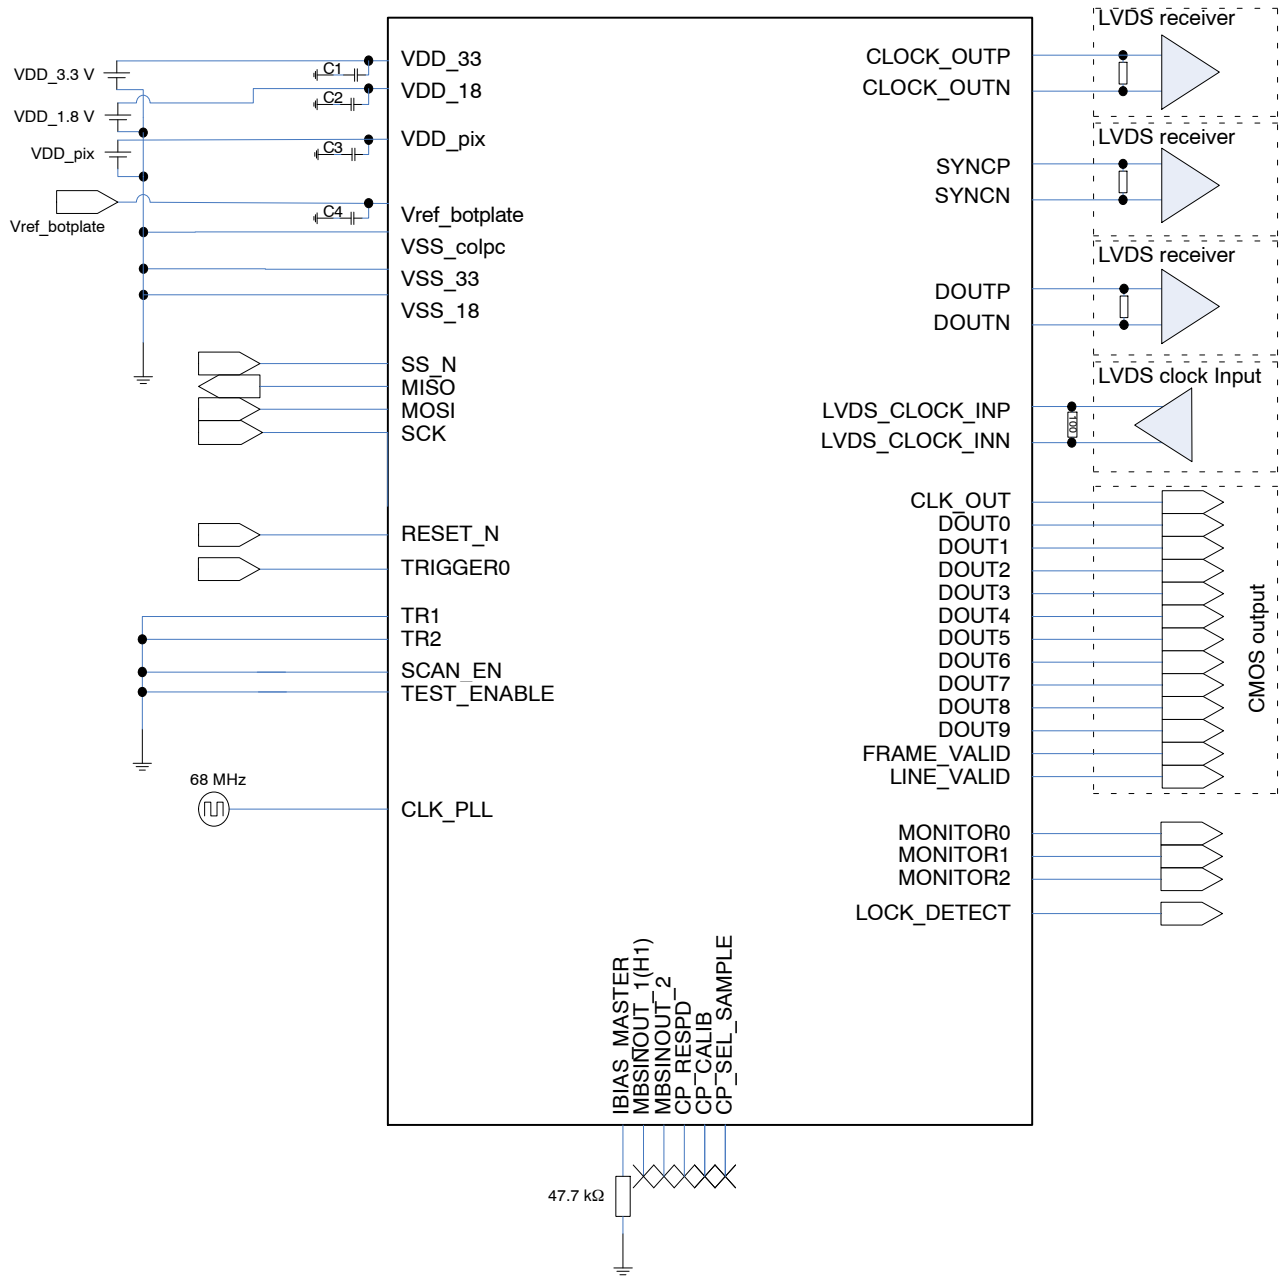 VDD_3.3 V
VDD_1.8 V
VDD_pix
Vref_botplate
C1
C2
C3
C4
VDD_33
VDD_18
VDD_pix
Vref_botplate
VSS_colpc
VSS_33
VSS_18
SS_N
MISO
MOSI
SCK
RESET_N
TRIGGER0
TR1
TR2
SCAN_EN
TEST_ENABLE
68 MHz
CLK_PLL
CLOCK_OUTP
CLOCK_OUTN
SYNCP
SYNCN
DOUTP
DOUTN
LVDS_CLOCK_INP
LVDS_CLOCK_INN
CLK_OUT
DOUT0
DOUT1
DOUT2
DOUT3
DOUT4
DOUT5
DOUT6
DOUT7
DOUT8
DOUT9
FRAME_VALID
LINE_VALID
MONITOR0
MONITOR1
MONITOR2
LOCK_DETECT
LVDS receiver
LVDS receiver
LVDS receiver
LVDS clock Input
100
CMOS output
IBIAS_MASTER
MBSINOUT_1(H1)
MBSINOUT_2
CP_RESPD_
CP_CALIB
CP_SEL_SAMPLE
47.7 kΩ